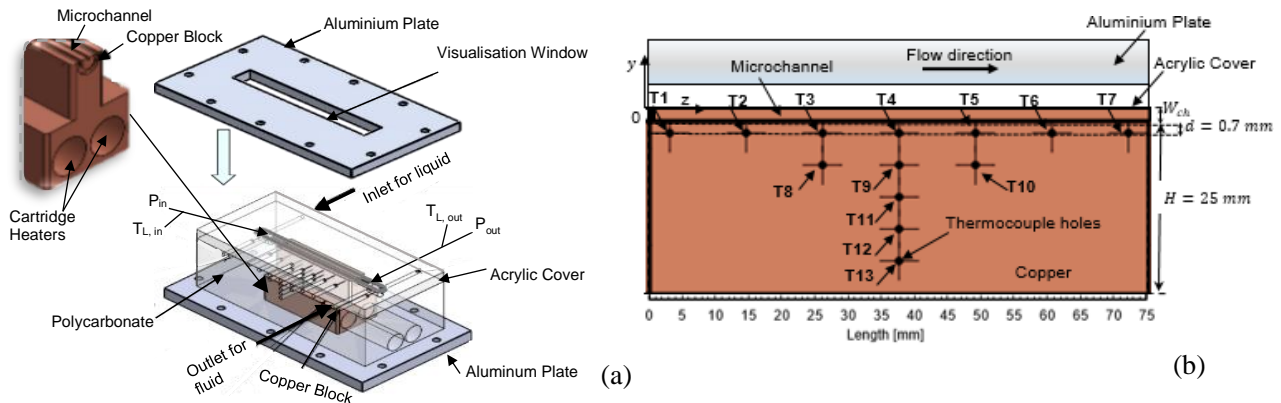 Microchannel
Copper Block
Cartridge
Heaters
Aluminium Plate
Visualisation Window
Inlet for liquid
Pin
TL, in
TL, out
Pout
Acrylic Cover
Polycarbonate
Outlet for
fluid
Copper Block
Aluminum Plate
(a)
Aluminium Plate
Flow direction
y
Microchannel
Acrylic Cover
0
T1
z
T2
T3
T4
T5
T6
T7
Wch
d = 0.7 mm
T8
T9
T10
T11
H = 25 mm
T12
Thermocouple holes
T13
Copper
0 5 10 15 20 25 30 35 40 45 50 55 60 65 70 75
Length [mm]
(b)